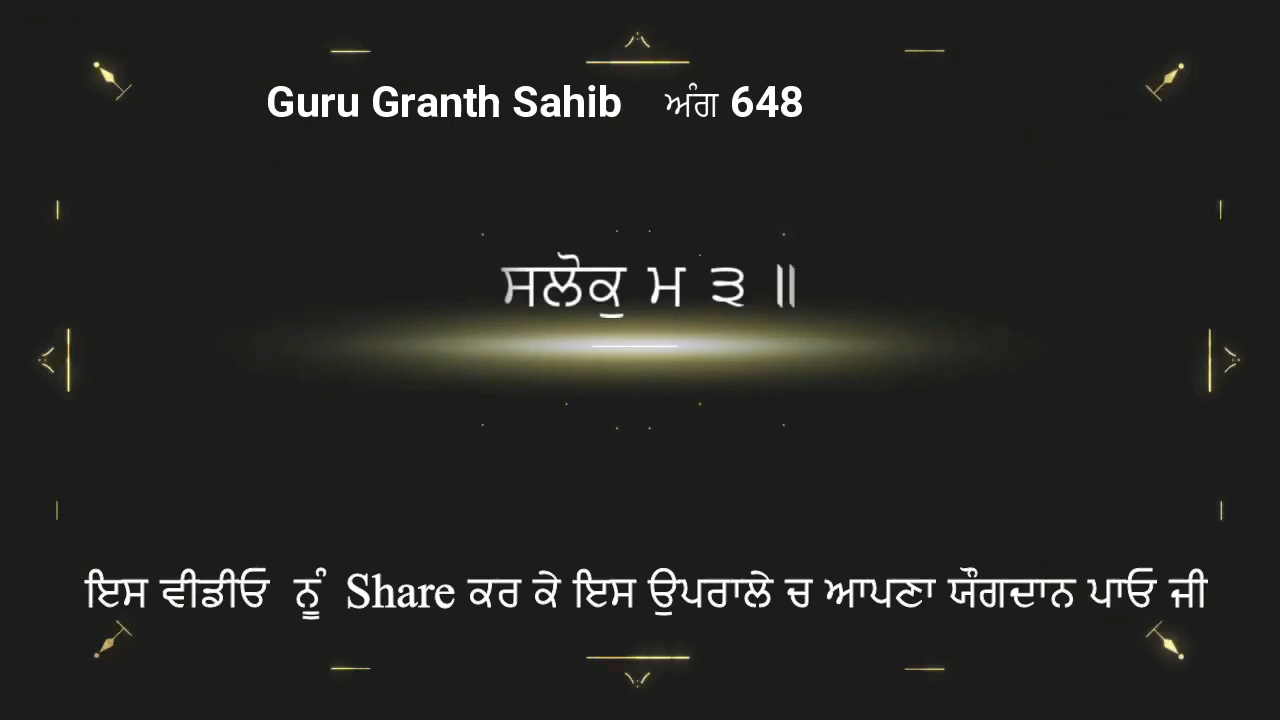 Guru Granth Sahib ਅੰਗ 648
ਸਲੋਕੁ ਮ ੩ ॥
ਇਸ ਵੀਡੀਓ ਨੂੰ Share ਕਰ ਕੇ ਇਸ ਉਪਰਾਲੇ ਚ ਆਪਣਾ ਯੌਗਦਾਨ ਪਾਓ ਜੀ